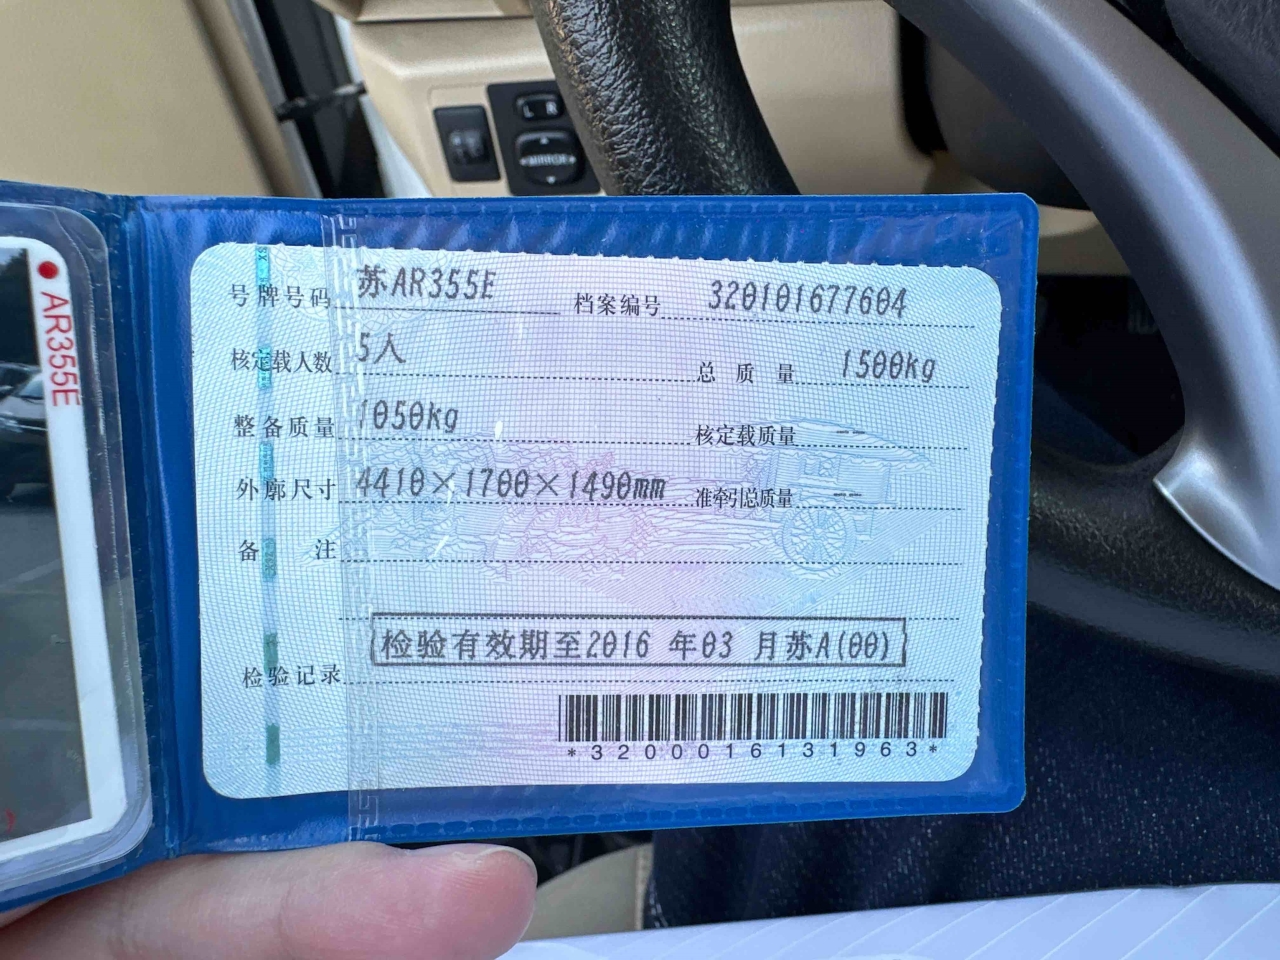 L R
MIRROR
AR355E
号牌号码 苏AR355E 档案编号 320101677604
核定载人数 5人 总质量 1500kg
整备质量 1050kg 核定载质量 --
外廓尺寸 4410×1700×1490mm 准牵引总质量 --
备注
检验记录 检验有效期至2016 年03 月苏A(00)
*3200016131963*